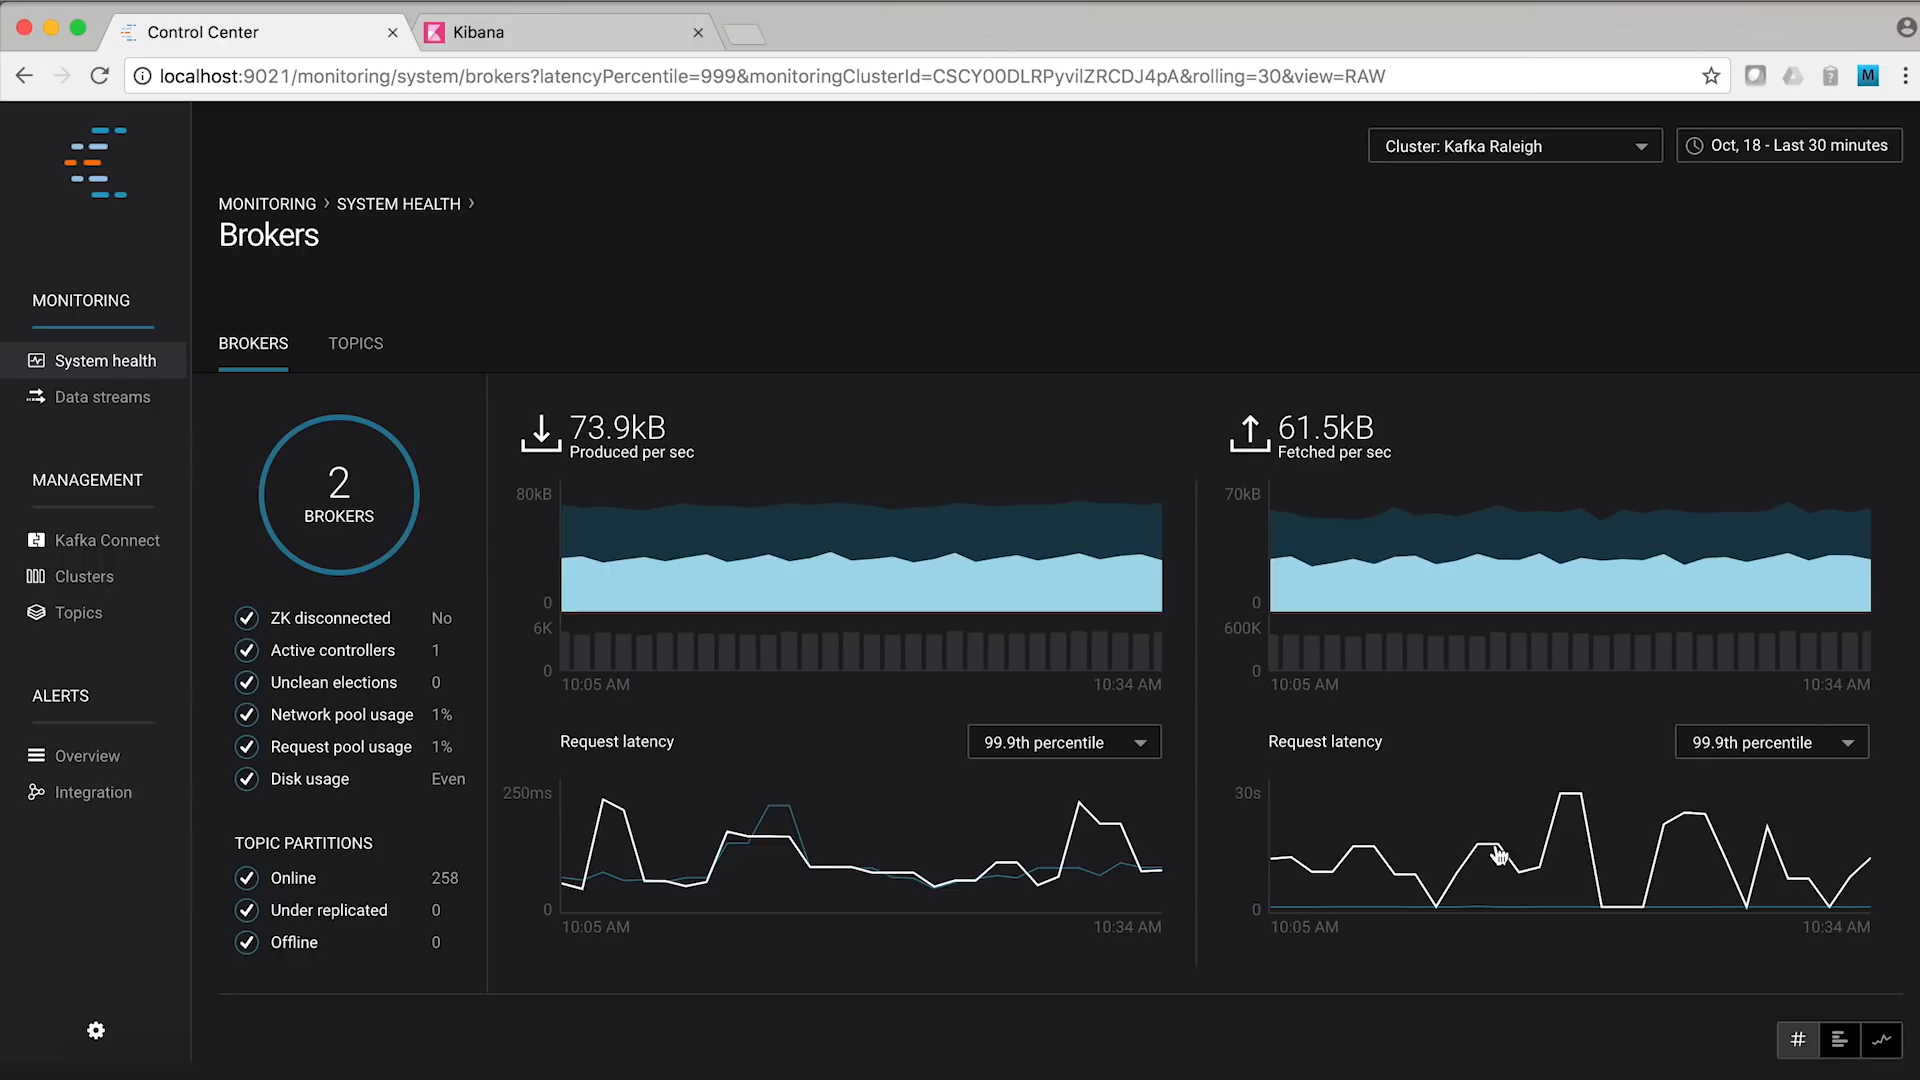 Control Center
Kibana
localhost:9021/monitoring/system/brokers?latencyPercentile=999&monitoringClusterId=CSCY00DLRPyvilZRCDJ4pA&rolling=30&view=RAW
M
Cluster: Kafka Raleigh
Oct, 18 - Last 30 minutes
MONITORING › SYSTEM HEALTH ›
Brokers
MONITORING
System health
Data streams
MANAGEMENT
Kafka Connect
Clusters
Topics
ALERTS
Overview
Integration
BROKERS TOPICS
2
BROKERS
ZK disconnected No
Active controllers 1
Unclean elections 0
Network pool usage 1%
Request pool usage 1%
Disk usage Even
TOPIC PARTITIONS
Online 258
Under replicated 0
Offline 0
73.9kB
Produced per sec
80kB
0
6K
0
10:05 AM 10:34 AM
Request latency 99.9th percentile
250ms
0
10:05 AM 10:34 AM
61.5kB
Fetched per sec
70kB
0
600K
0
10:05 AM 10:34 AM
Request latency 99.9th percentile
30s
0
10:05 AM 10:34 AM
#